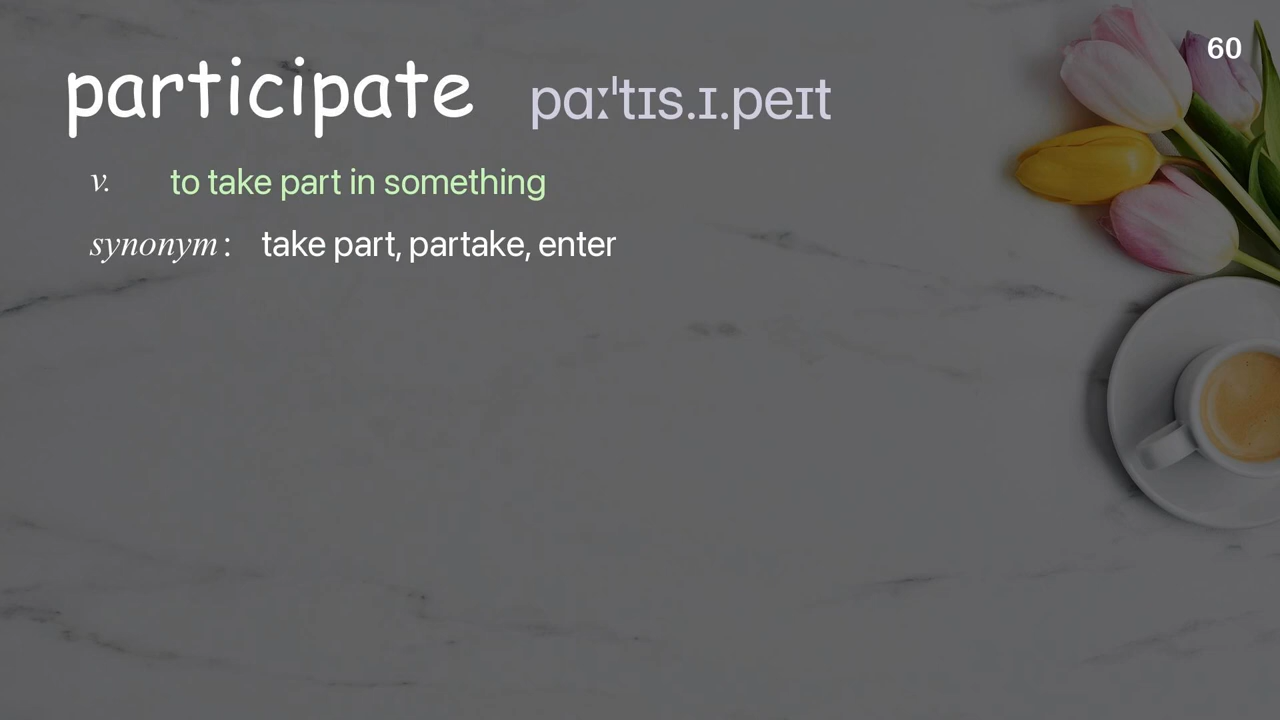 60
participate pɑːˈtɪs.ɪ.peɪt
v. to take part in something
synonym : take part, partake, enter